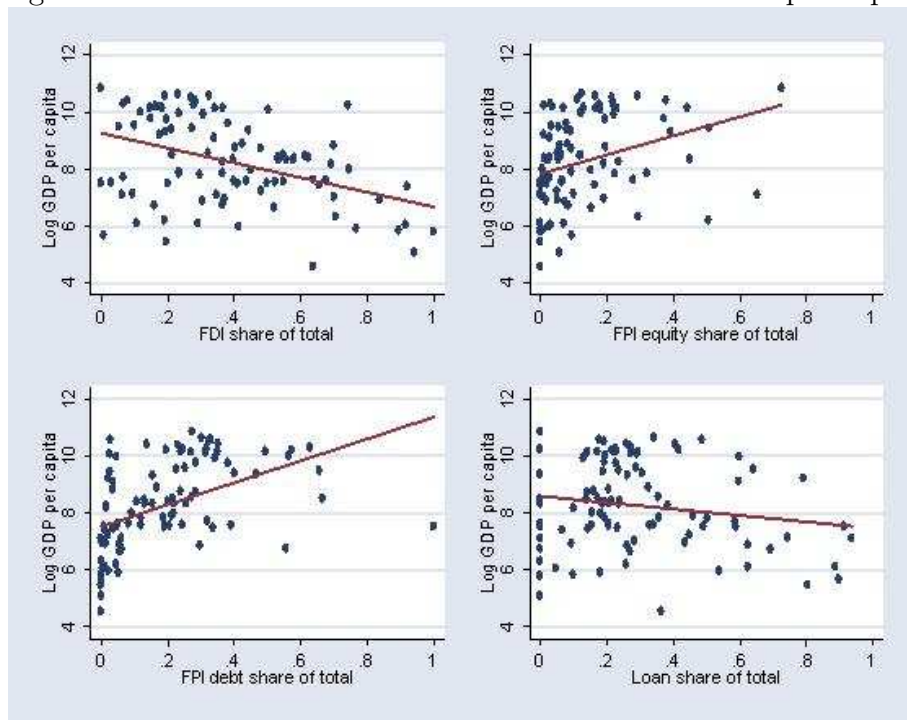 Log GDP per capita
12
10
8
6
4
0 .2 .4 .6 .8 1
FDI share of total
Log GDP per capita
12
10
8
6
4
0 .2 .4 .6 .8 1
FPI equity share of total
Log GDP per capita
12
10
8
6
4
0 .2 .4 .6 .8 1
FPI debt share of total
Log GDP per capita
12
10
8
6
4
0 .2 .4 .6 .8 1
Loan share of total